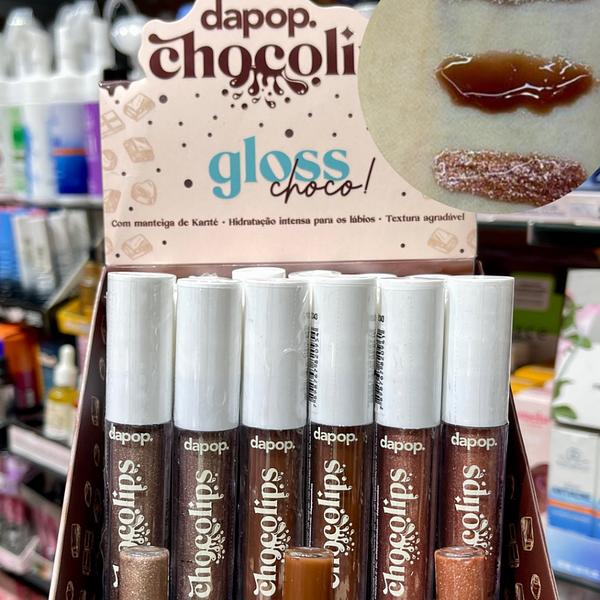 dapop.
chocoli
gloss
choco!
Com manteiga de Karité • Hidratação intensa para os lábios • Textura agradável
dapop. dapop. dapop. dapop. dapop. dapop.
chocolips chocolips chocolips chocolips chocolips chocolips